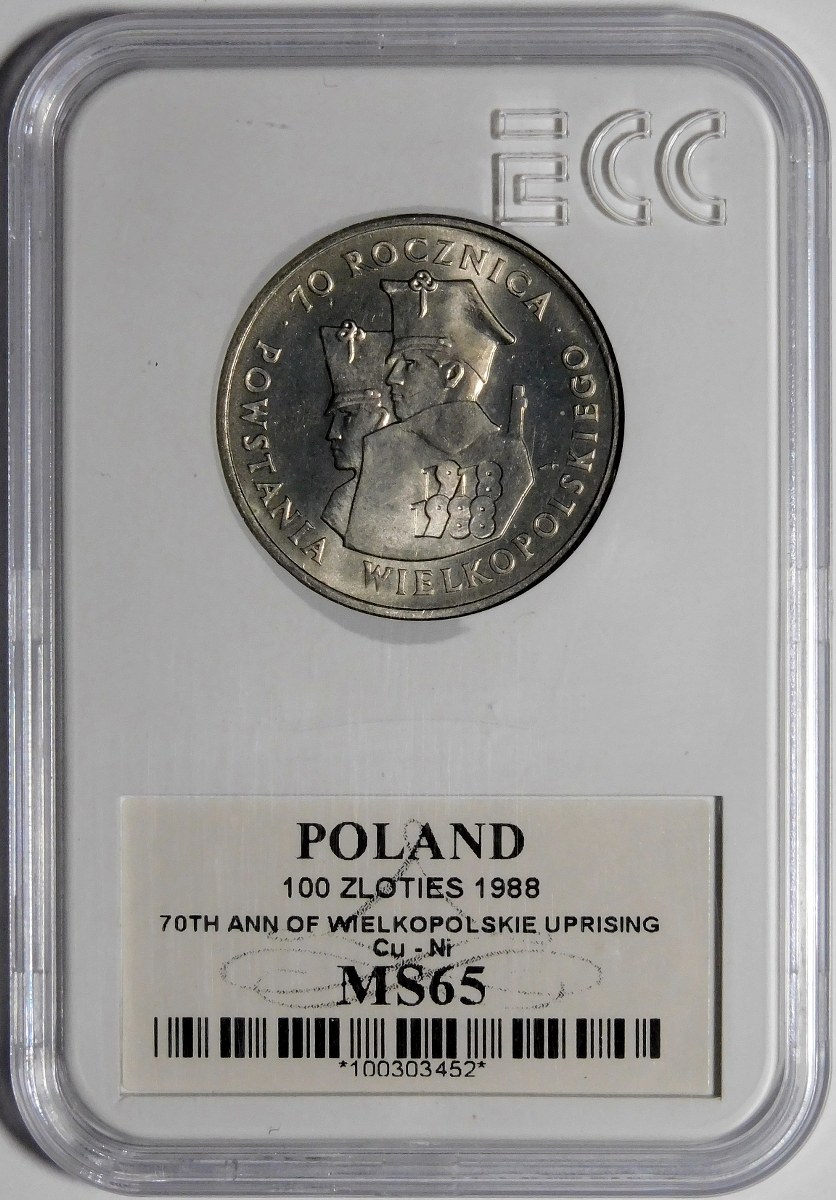 ECC
· 70 ROCZNICA ·
POWSTANIA WIELKOPOLSKIEGO
1918
1988
POLAND
100 ZLOTIES 1988
70TH ANN OF WIELKOPOLSKIE UPRISING
Cu - Ni
MS65
*100303452*